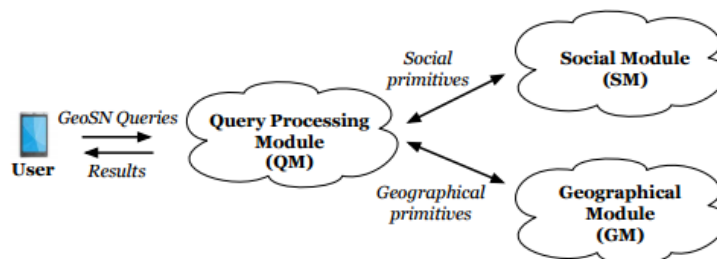 GeoSN Queries
User
Results
Query Processing
Module
(QM)
Social
primitives
Geographical
primitives
Social Module
(SM)
Geographical
Module
(GM)